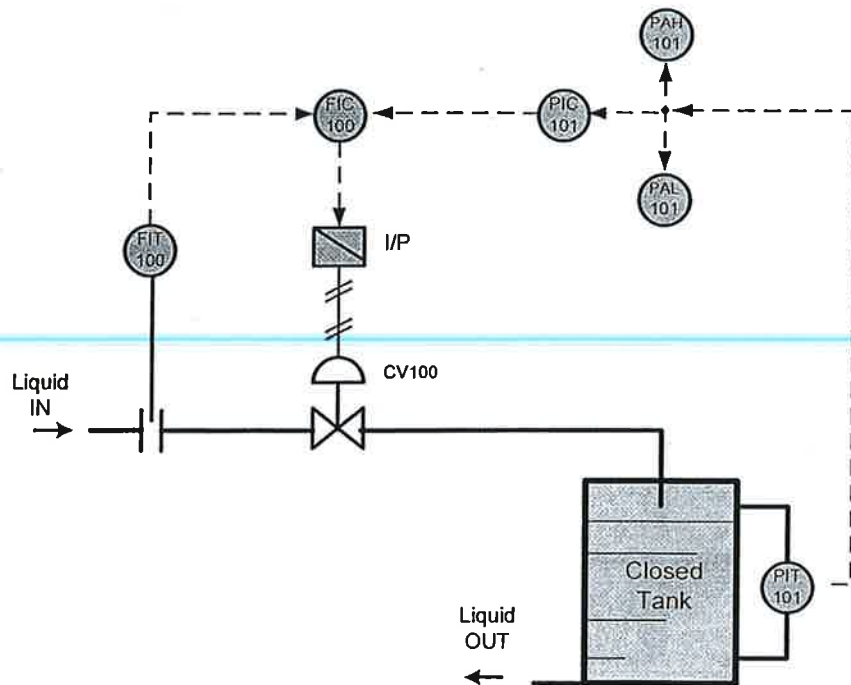 PAH
101
FIC
100
PIC
101
PAL
101
FIT
100
I/P
CV100
Liquid
IN
Closed
Tank
PIT
101
Liquid
OUT